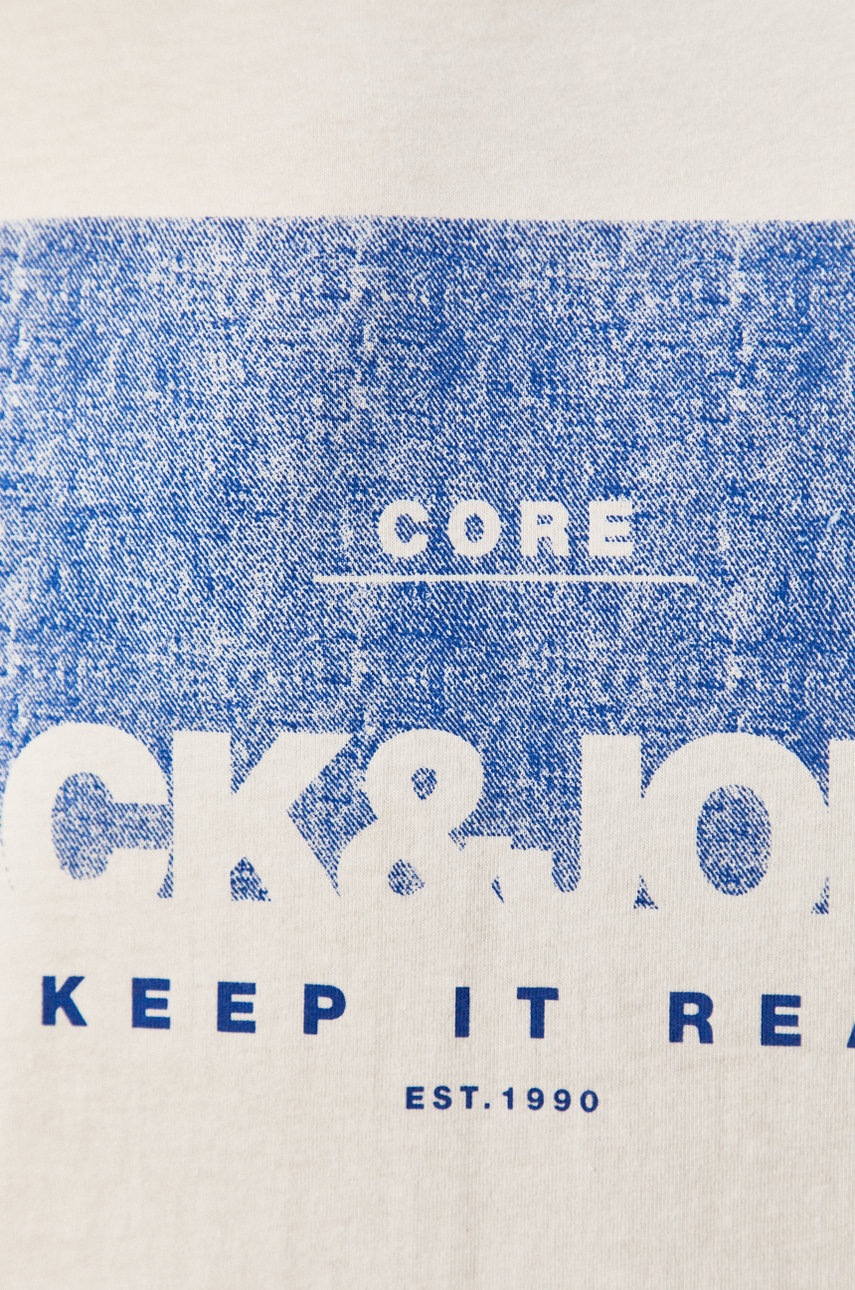 CORE
CK&JO
KEEP IT REA
EST.1990